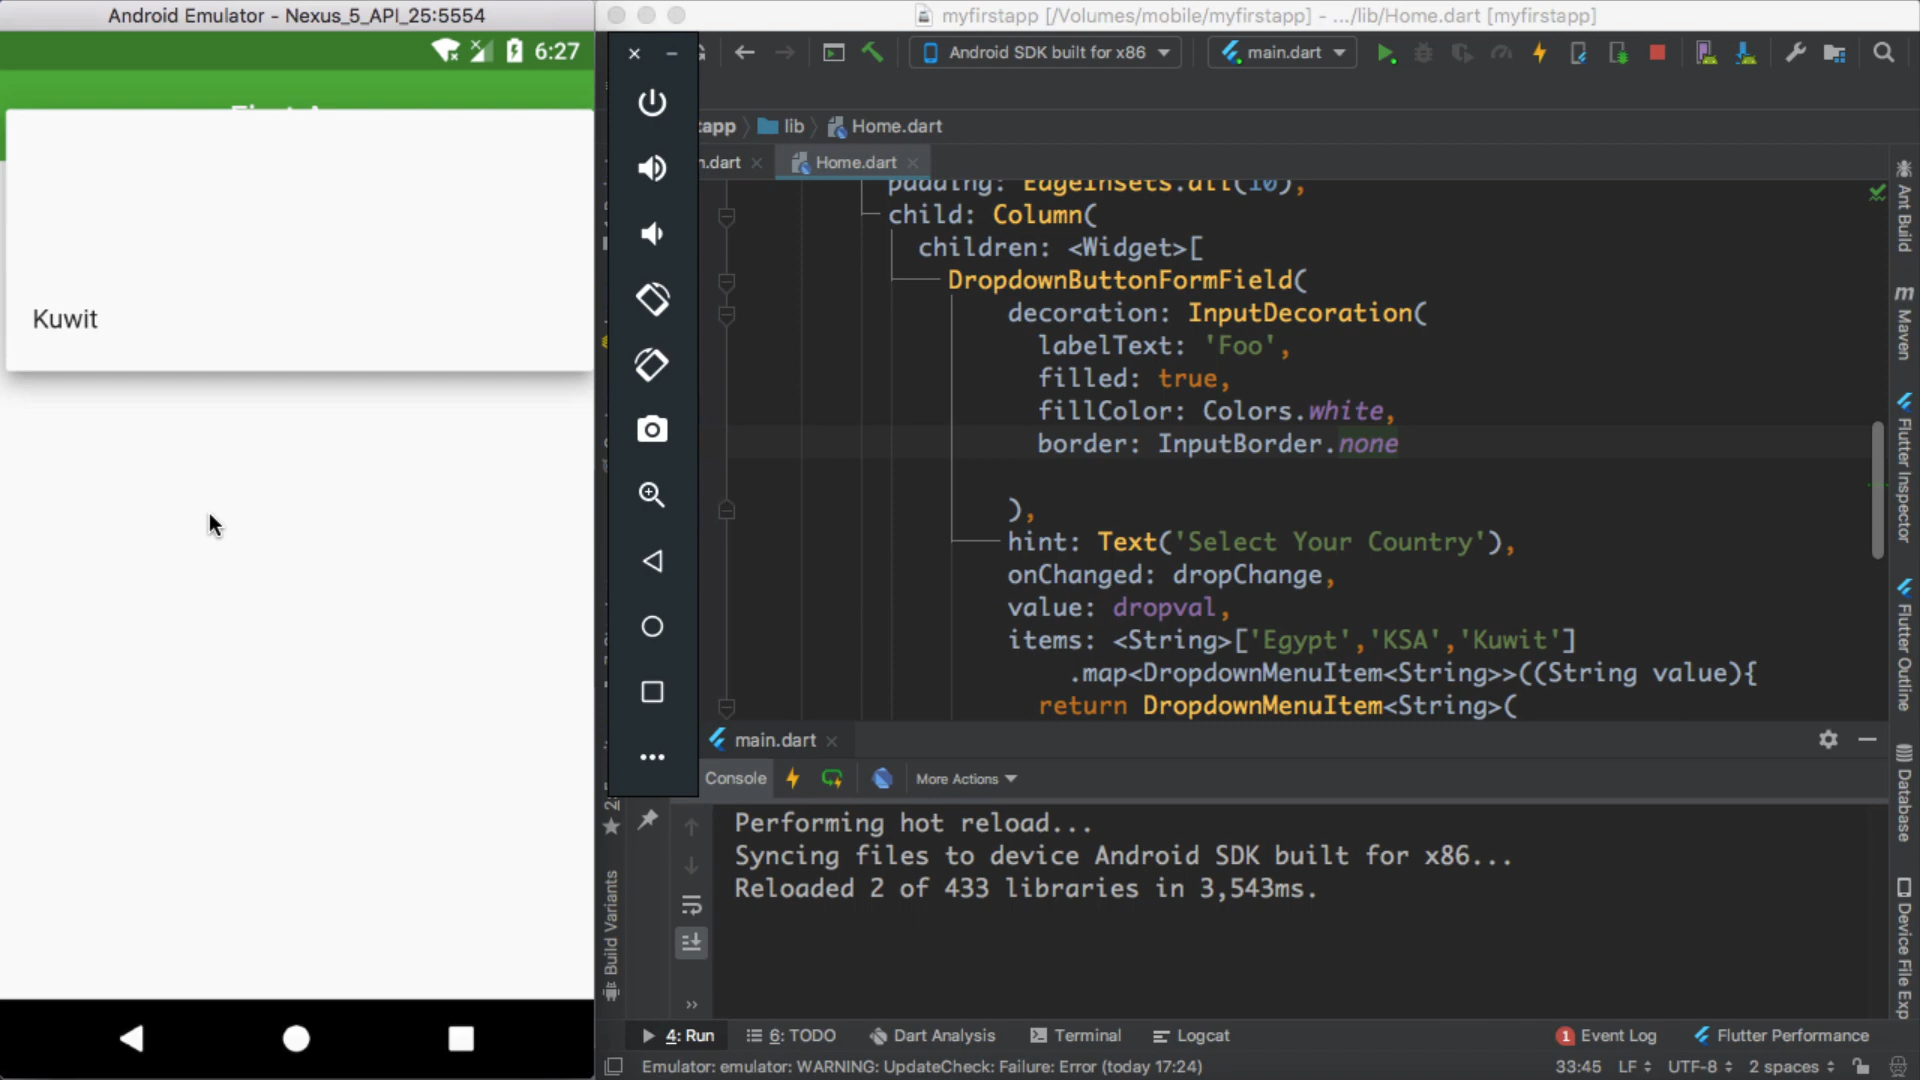 Android Emulator - Nexus_5_API_25:5554
myfirstapp [/Volumes/mobile/myfirstapp] - .../lib/Home.dart [myfirstapp]
6:27
Android SDK built for x86
main.dart
lib
Home.dart
Home.dart
padding: EdgeInsets.all(10),
child: Column(
children: <Widget>[
DropdownButtonFormField(
decoration: InputDecoration(
labelText: 'Foo',
filled: true,
fillColor: Colors.white,
border: InputBorder.none
),
hint: Text('Select Your Country'),
onChanged: dropChange,
value: dropval,
items: <String>['Egypt','KSA','Kuwit']
.map<DropdownMenuItem<String>>((String value){
return DropdownMenuItem<String>(
Kuwit
main.dart
Console
More Actions
Performing hot reload...
Syncing files to device Android SDK built for x86...
Reloaded 2 of 433 libraries in 3,543ms.
Build Variants
Ant Build
Maven
Flutter Inspector
Flutter Outline
Database
Device File Exp
4: Run
6: TODO
Dart Analysis
Terminal
Logcat
1 Event Log
Flutter Performance
Emulator: emulator: WARNING: UpdateCheck: Failure: Error (today 17:24)
33:45
LF
UTF-8
2 spaces